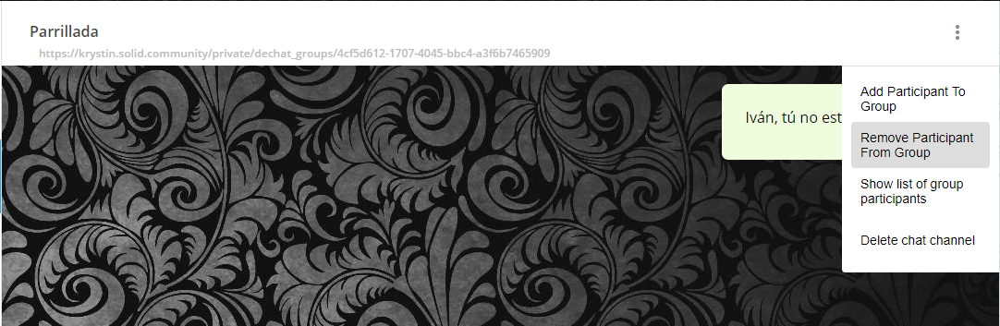 Parrillada
https://krystin.solid.community/private/dechat_groups/4cf5d612-1707-4045-bbc4-a3f6b7465909
Iván, tú no est
Add Participant To
Group
Remove Participant
From Group
Show list of group
participants
Delete chat channel